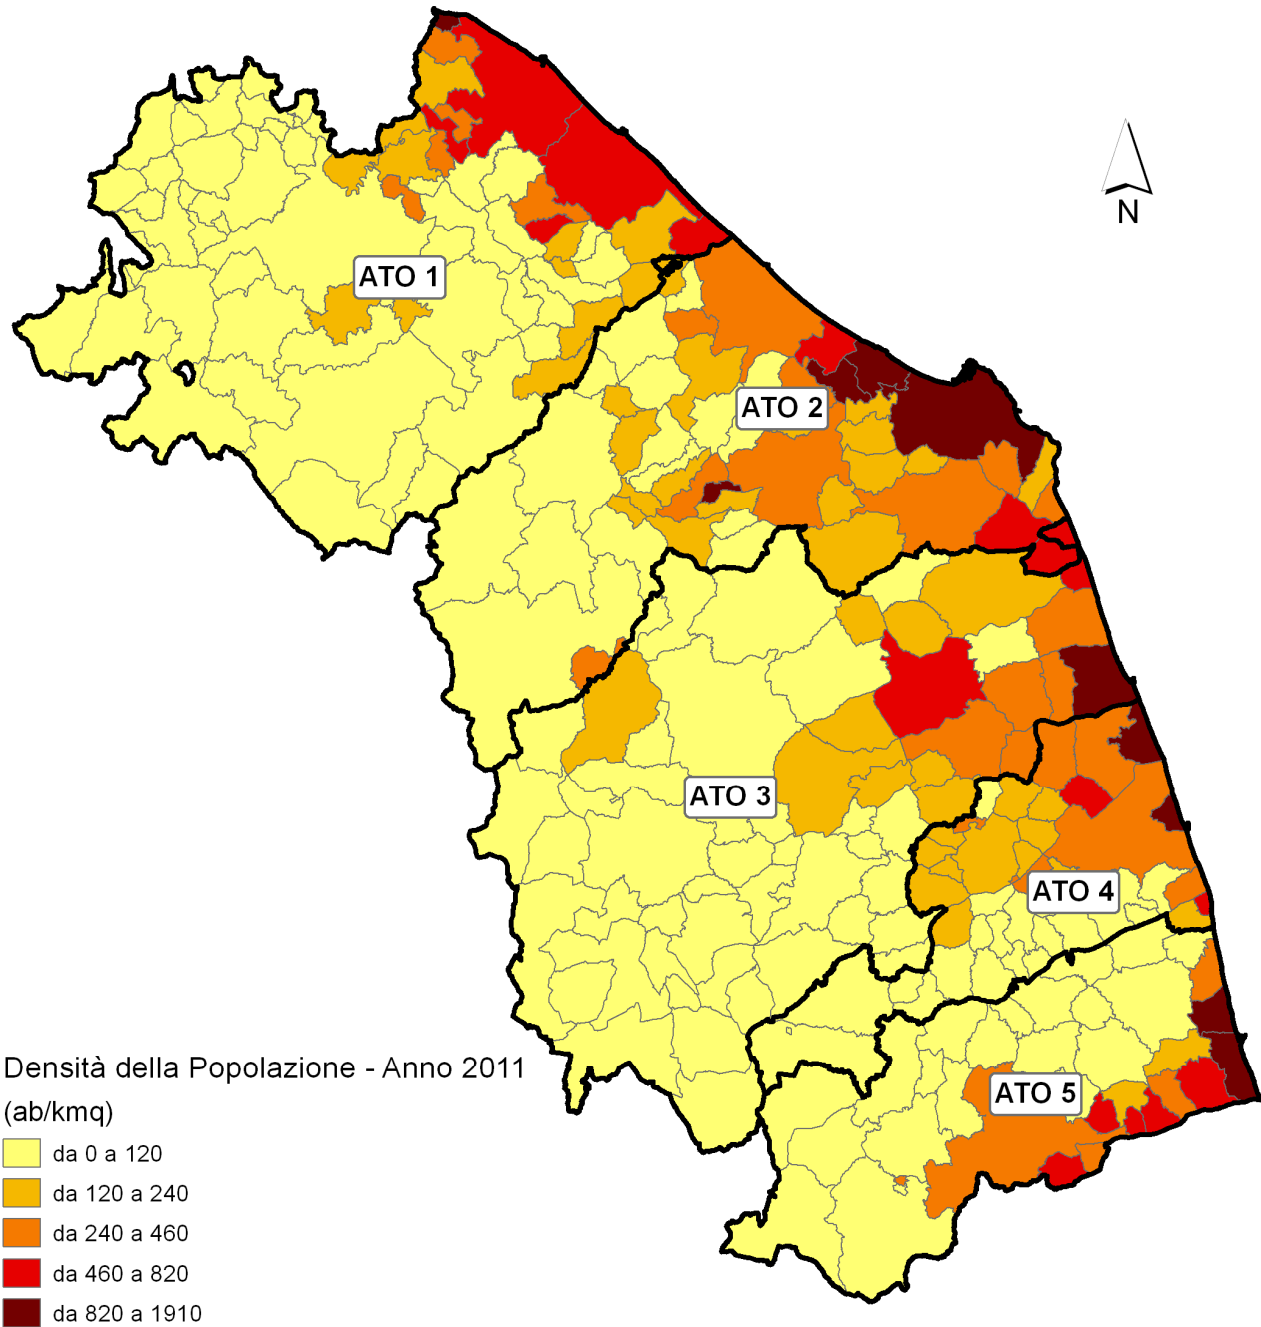 N
ATO 1
ATO 2
ATO 3
ATO 4
ATO 5
Densità della Popolazione - Anno 2011
(ab/kmq)
da 0 a 120
da 120 a 240
da 240 a 460
da 460 a 820
da 820 a 1910